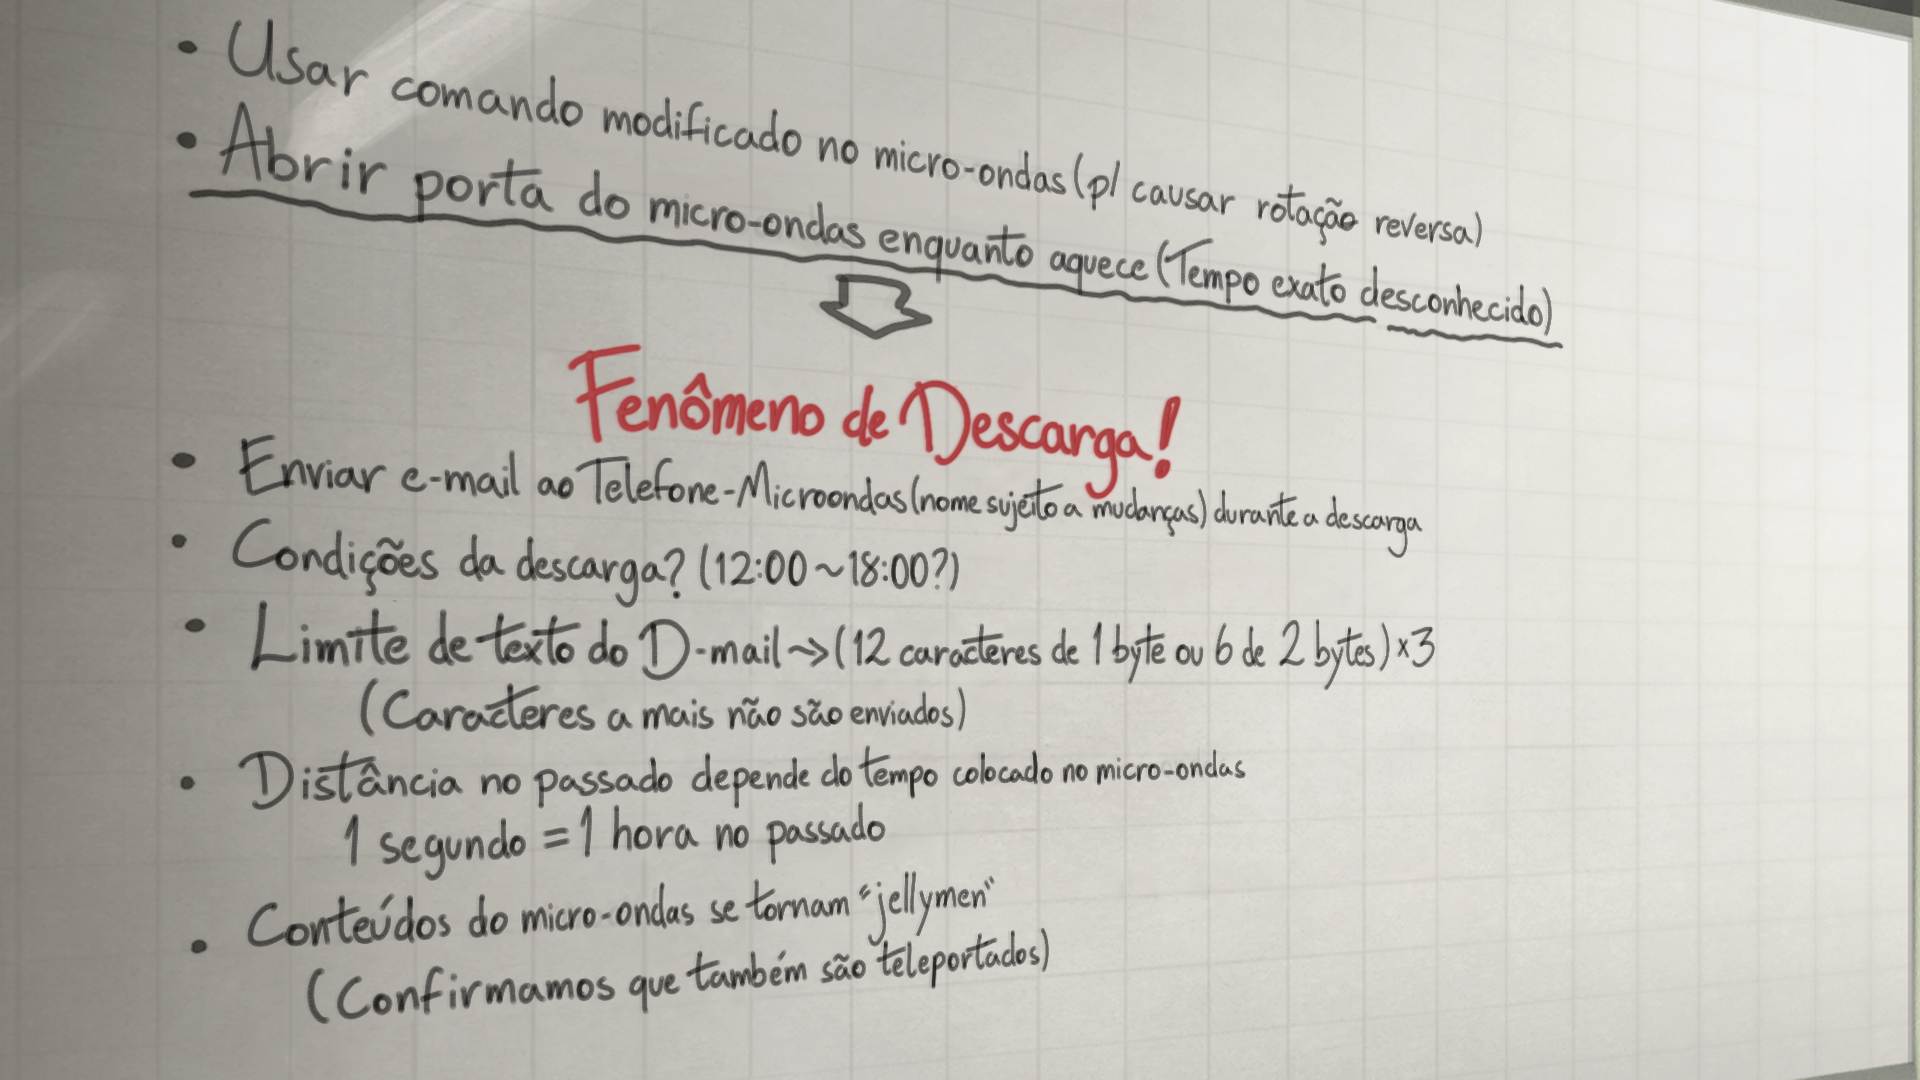 • Usar comando modificado no micro-ondas (p/ causar rotação reversa)
• Abrir porta do micro-ondas enquanto aquece (Tempo exato desconhecido)
Fenômeno de Descarga!
• Enviar e-mail ao Telefone-Microondas (nome sujeito a mudanças) durante a descarga
• Condições da descarga? (12:00 ~ 18:00?)
• Limite de texto do D-mail → (12 caracteres de 1 byte ou 6 de 2 bytes) ×3
(Caracteres a mais não são enviados)
• Distância no passado depende do tempo colocado no micro-ondas
1 segundo = 1 hora no passado
• Conteúdos do micro-ondas se tornam "jellymen"
(Confirmamos que também são teleportados)